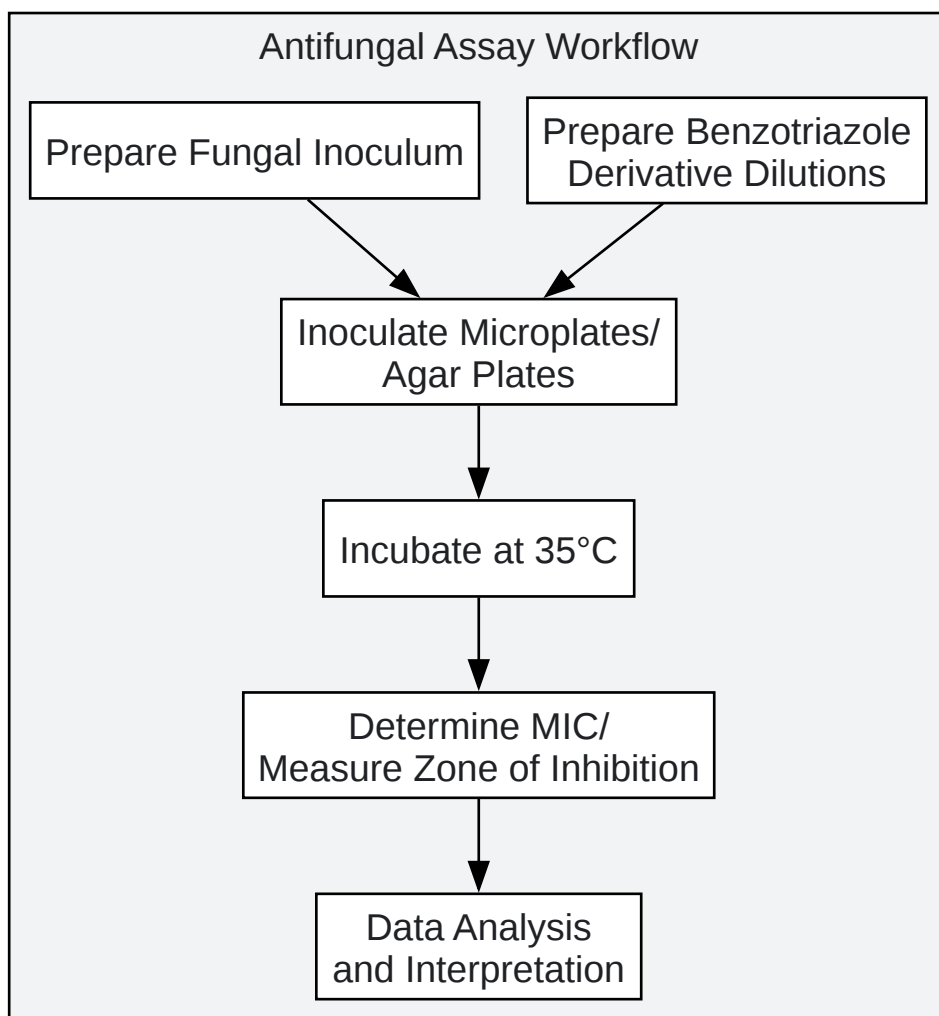 Antifungal Assay Workflow
Prepare Fungal Inoculum
Prepare Benzotriazole
Derivative Dilutions
Inoculate Microplates/
Agar Plates
Incubate at 35°C
Determine MIC/
Measure Zone of Inhibition
Data Analysis
and Interpretation